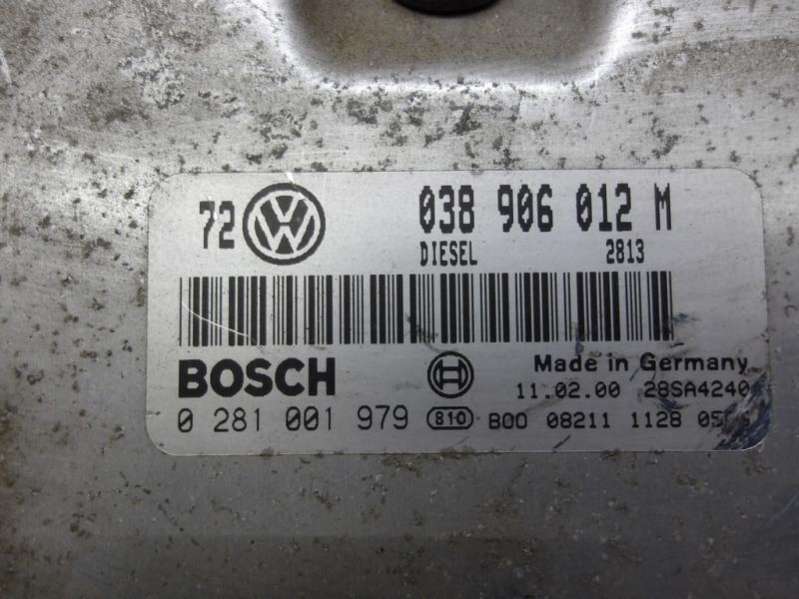 72 VW 038 906 012 M
DIESEL 2813
BOSCH
Made in Germany
11.02.00 28SA4240
0 281 001 979 810 B00 08211 1128